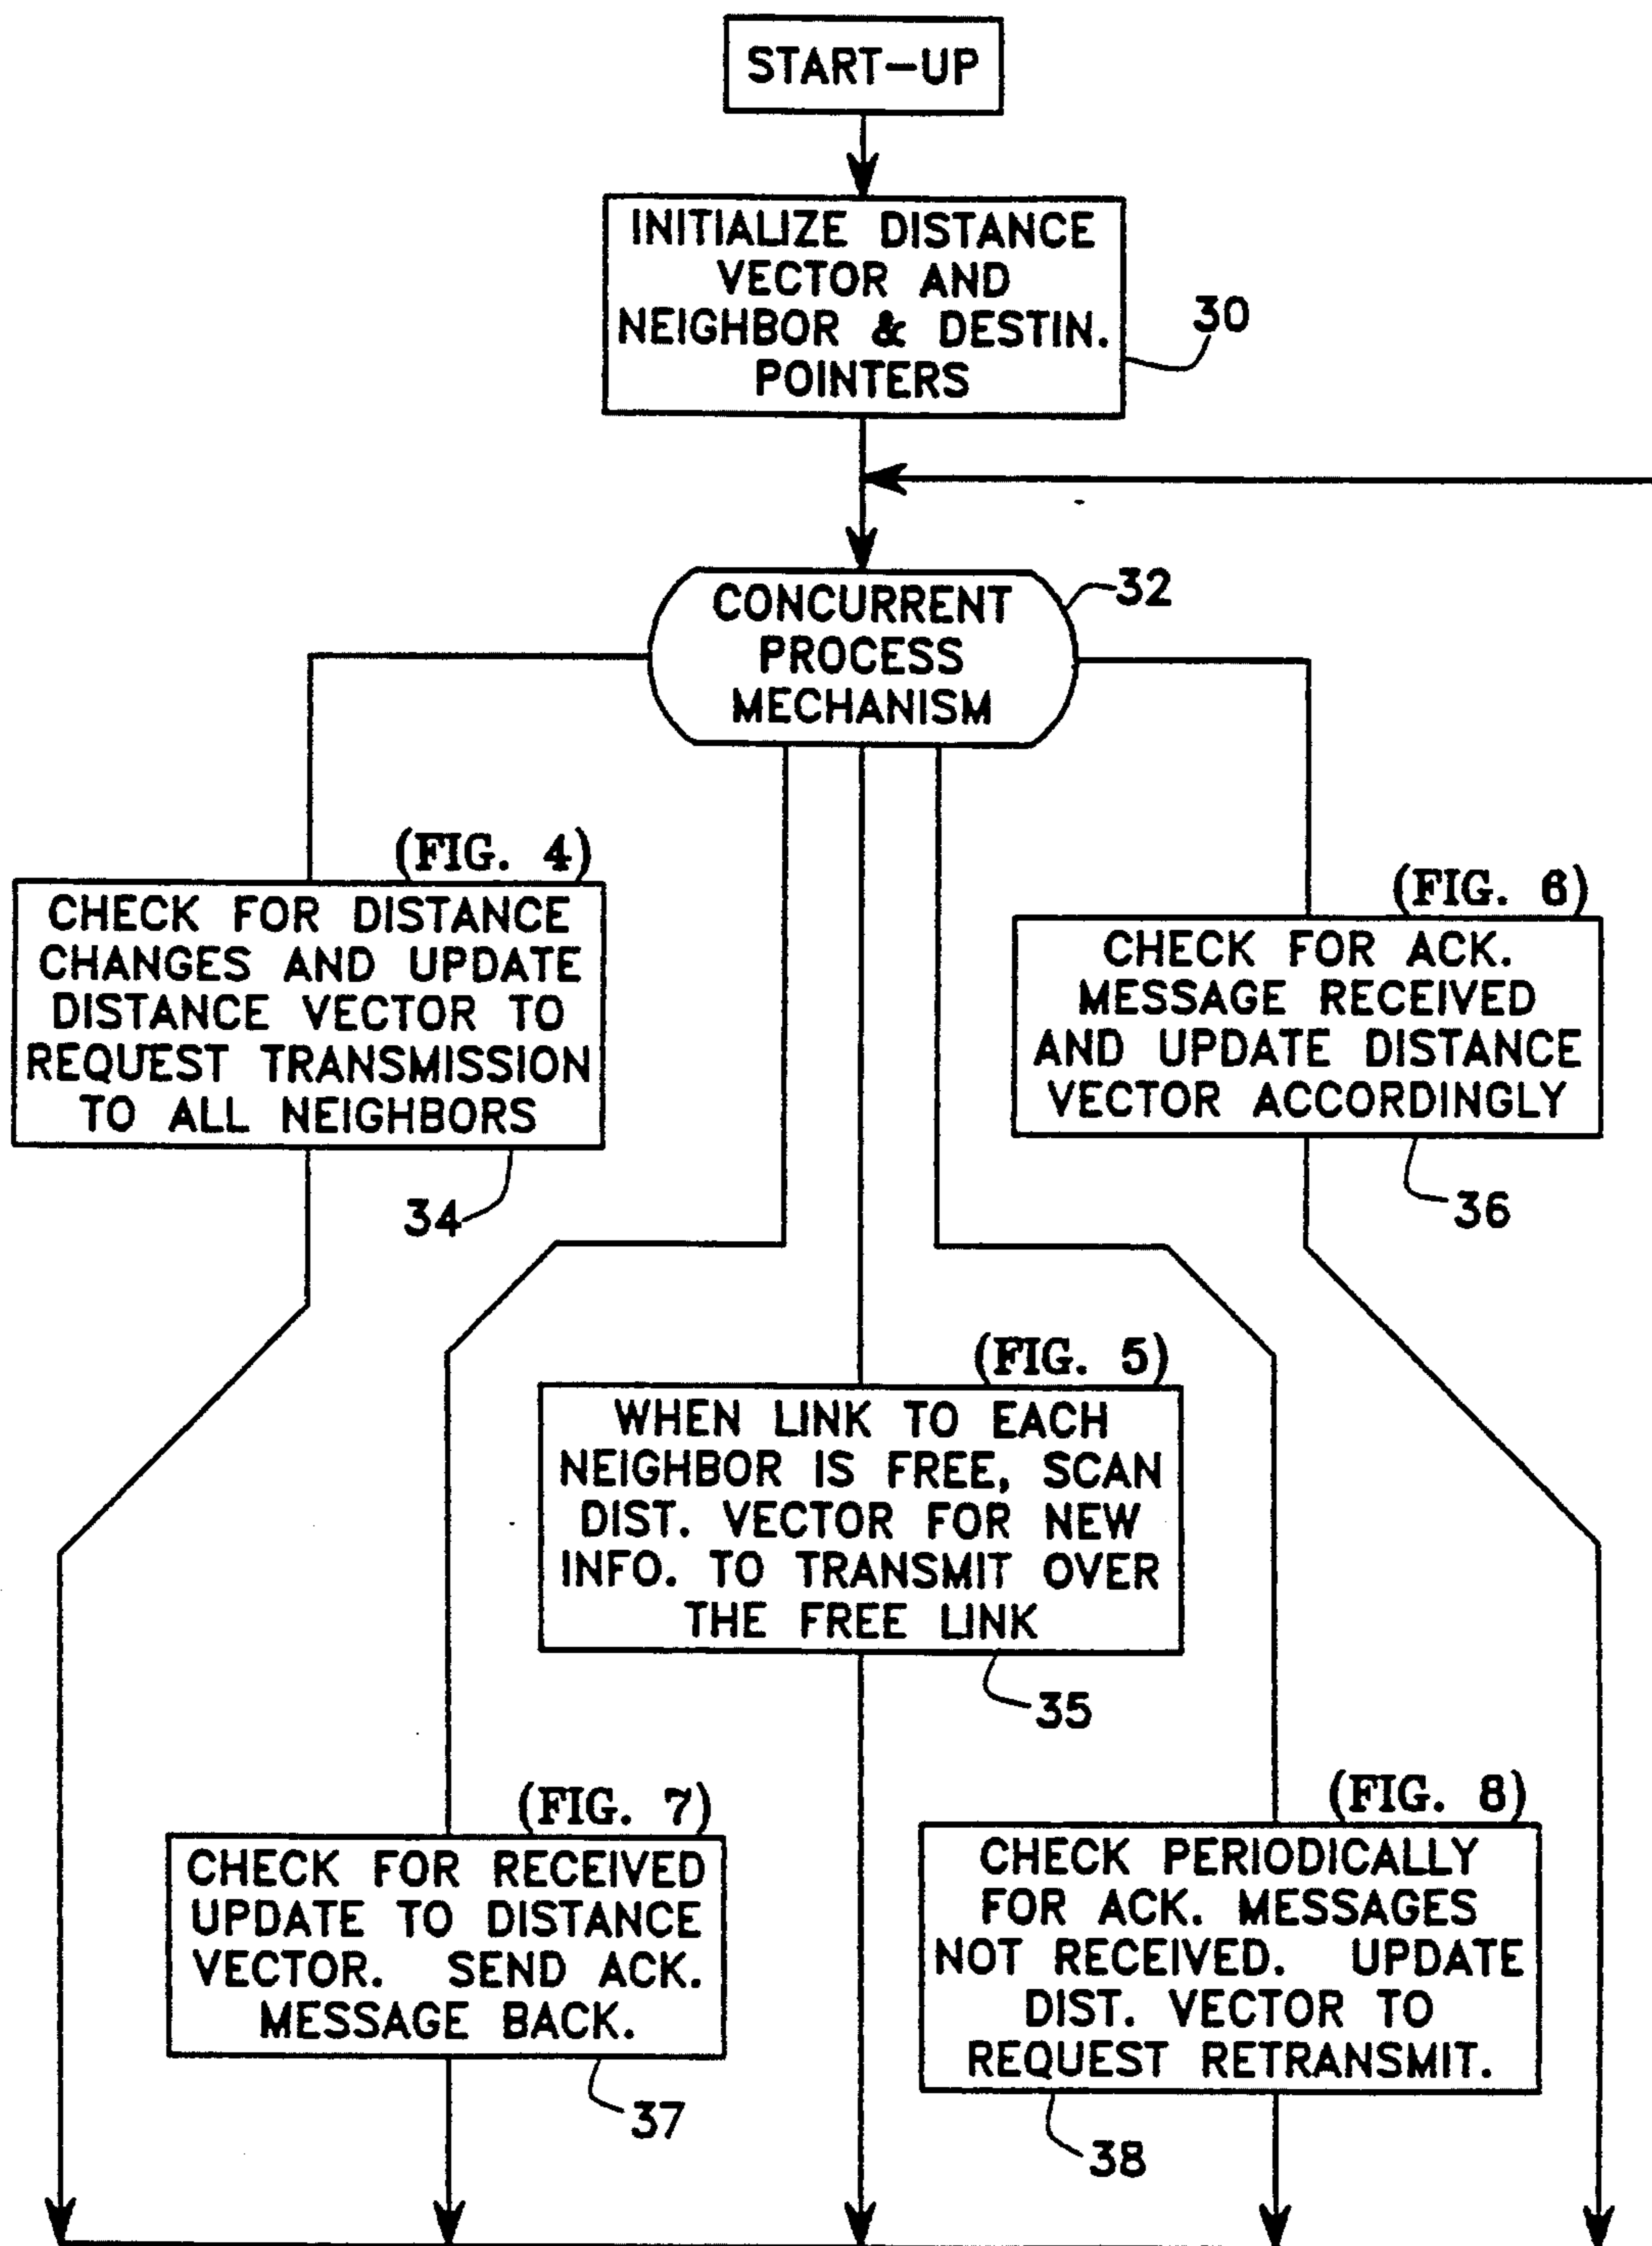 START-UP
INITIALIZE DISTANCE
VECTOR AND
NEIGHBOR & DESTIN.
POINTERS
30
CONCURRENT
PROCESS
MECHANISM
32
(FIG. 4)
CHECK FOR DISTANCE
CHANGES AND UPDATE
DISTANCE VECTOR TO
REQUEST TRANSMISSION
TO ALL NEIGHBORS
34
(FIG. 6)
CHECK FOR ACK.
MESSAGE RECEIVED
AND UPDATE DISTANCE
VECTOR ACCORDINGLY
36
(FIG. 5)
WHEN LINK TO EACH
NEIGHBOR IS FREE, SCAN
DIST. VECTOR FOR NEW
INFO. TO TRANSMIT OVER
THE FREE LINK
35
(FIG. 7)
CHECK FOR RECEIVED
UPDATE TO DISTANCE
VECTOR. SEND ACK.
MESSAGE BACK.
37
(FIG. 8)
CHECK PERIODICALLY
FOR ACK. MESSAGES
NOT RECEIVED. UPDATE
DIST. VECTOR TO
REQUEST RETRANSMIT.
38